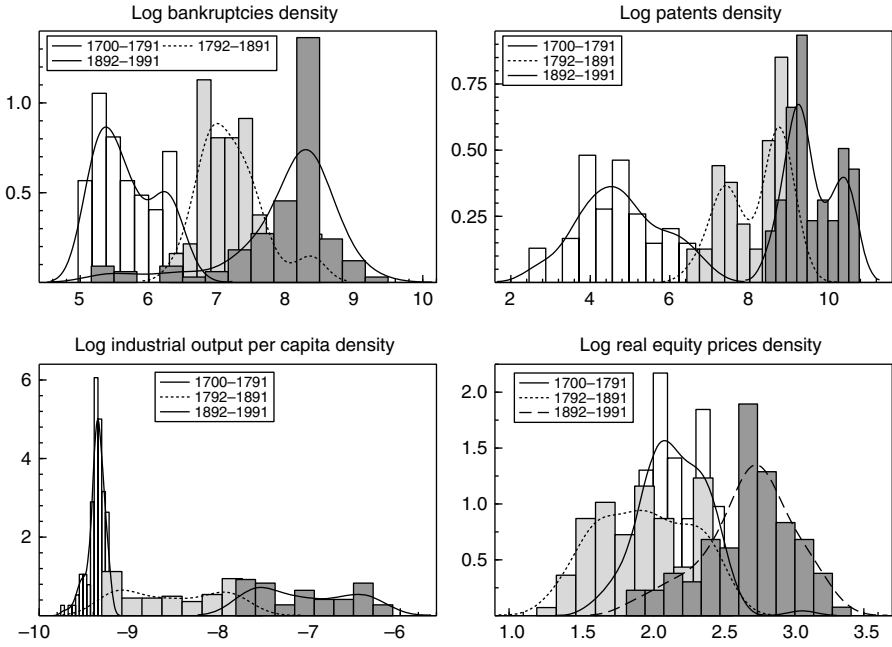 Log bankruptcies density
1700–1791 1792–1891
1892–1991
1.0
0.5
5 6 7 8 9 10
Log patents density
1700–1791
1792–1891
1892–1991
0.75
0.50
0.25
2 4 6 8 10
Log industrial output per capita density
1700–1791
1792–1891
1892–1991
6
4
2
−10 −9 −8 −7 −6
Log real equity prices density
1700–1791
1792–1891
1892–1991
2.0
1.5
1.0
0.5
1.0 1.5 2.0 2.5 3.0 3.5